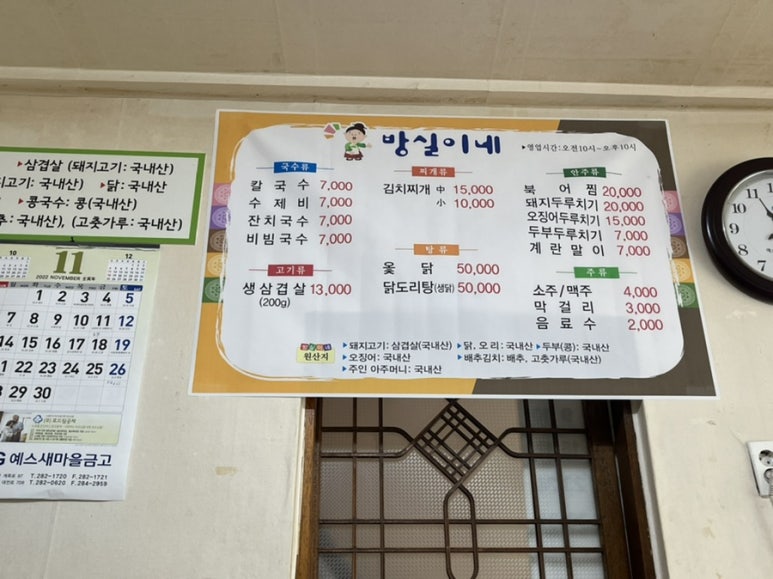 ▶삼겹살 (돼지고기: 국내산)
국내산) ▶닭: 국내산
▶콩국수: 콩(국내산)
국내산), (고춧가루: 국내산)
방실이네
▶영업시간: 오전10시~오후10시
국수류
칼국수 7,000
수제비 7,000
잔치국수 7,000
비빔국수 7,000
고기류
생삼겹살 13,000
(200g)
찌개류
김치찌개 中 15,000
小 10,000
탕류
옻닭 50,000
닭도리탕(생닭) 50,000
안주류
북어찜 20,000
돼지두루치기 20,000
오징어두루치기 15,000
두부두루치기 7,000
계란말이 7,000
주류
소주/맥주 4,000
막걸리 3,000
음료수 2,000
원산지
▶돼지고기: 삼겹살(국내산) ▶닭, 오리: 국내산 ▶두부(콩): 국내산
▶오징어: 국내산 ▶배추김치: 배추, 고춧가루(국내산)
▶주인 아주머니: 국내산
10 11 12
2022 NOVEMBER
1 2 3 4 5
7 8 9 10 11 12
14 15 16 17 18 19
21 22 23 24 25 26
28 29 30
예스새마을금고
T. 282-1720 F. 282-1721
T. 282-0620 F. 284-2959